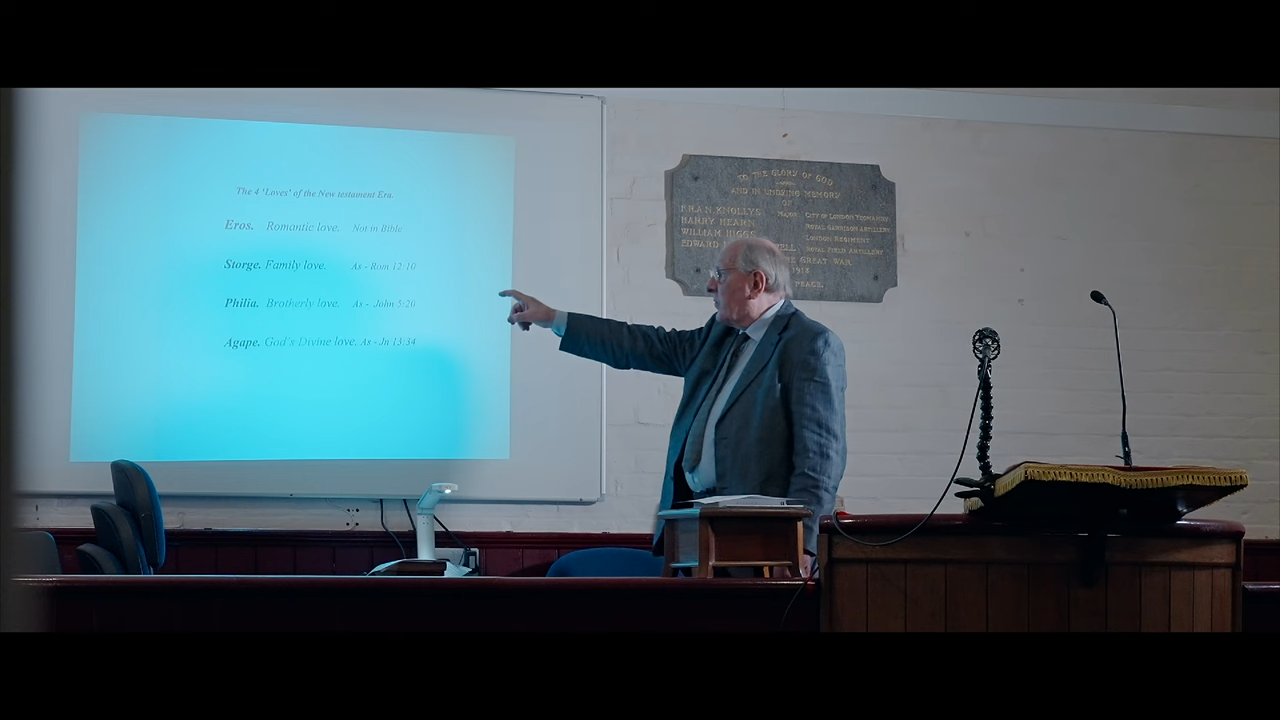 The 4 'Loves' of the New testament Era.
Eros. Romantic love. Not in Bible
Storge. Family love. As - Rom 12:10
Philia. Brotherly love. As - John 5:20
Agape. God's Divine love. As - Jn 13:34
TO THE GLORY OF GOD
AND IN UNDYING MEMORY
OF
KNOLLYS MAJOR CITY OF LONDON YEOMANRY
HARRY HEARN ROYAL GARRISON ARTILLERY
WILLIAM HIGGS LONDON REGIMENT
EDWARD ROYAL FIELD ARTILLERY
THE GREAT WAR
1918
PEACE.